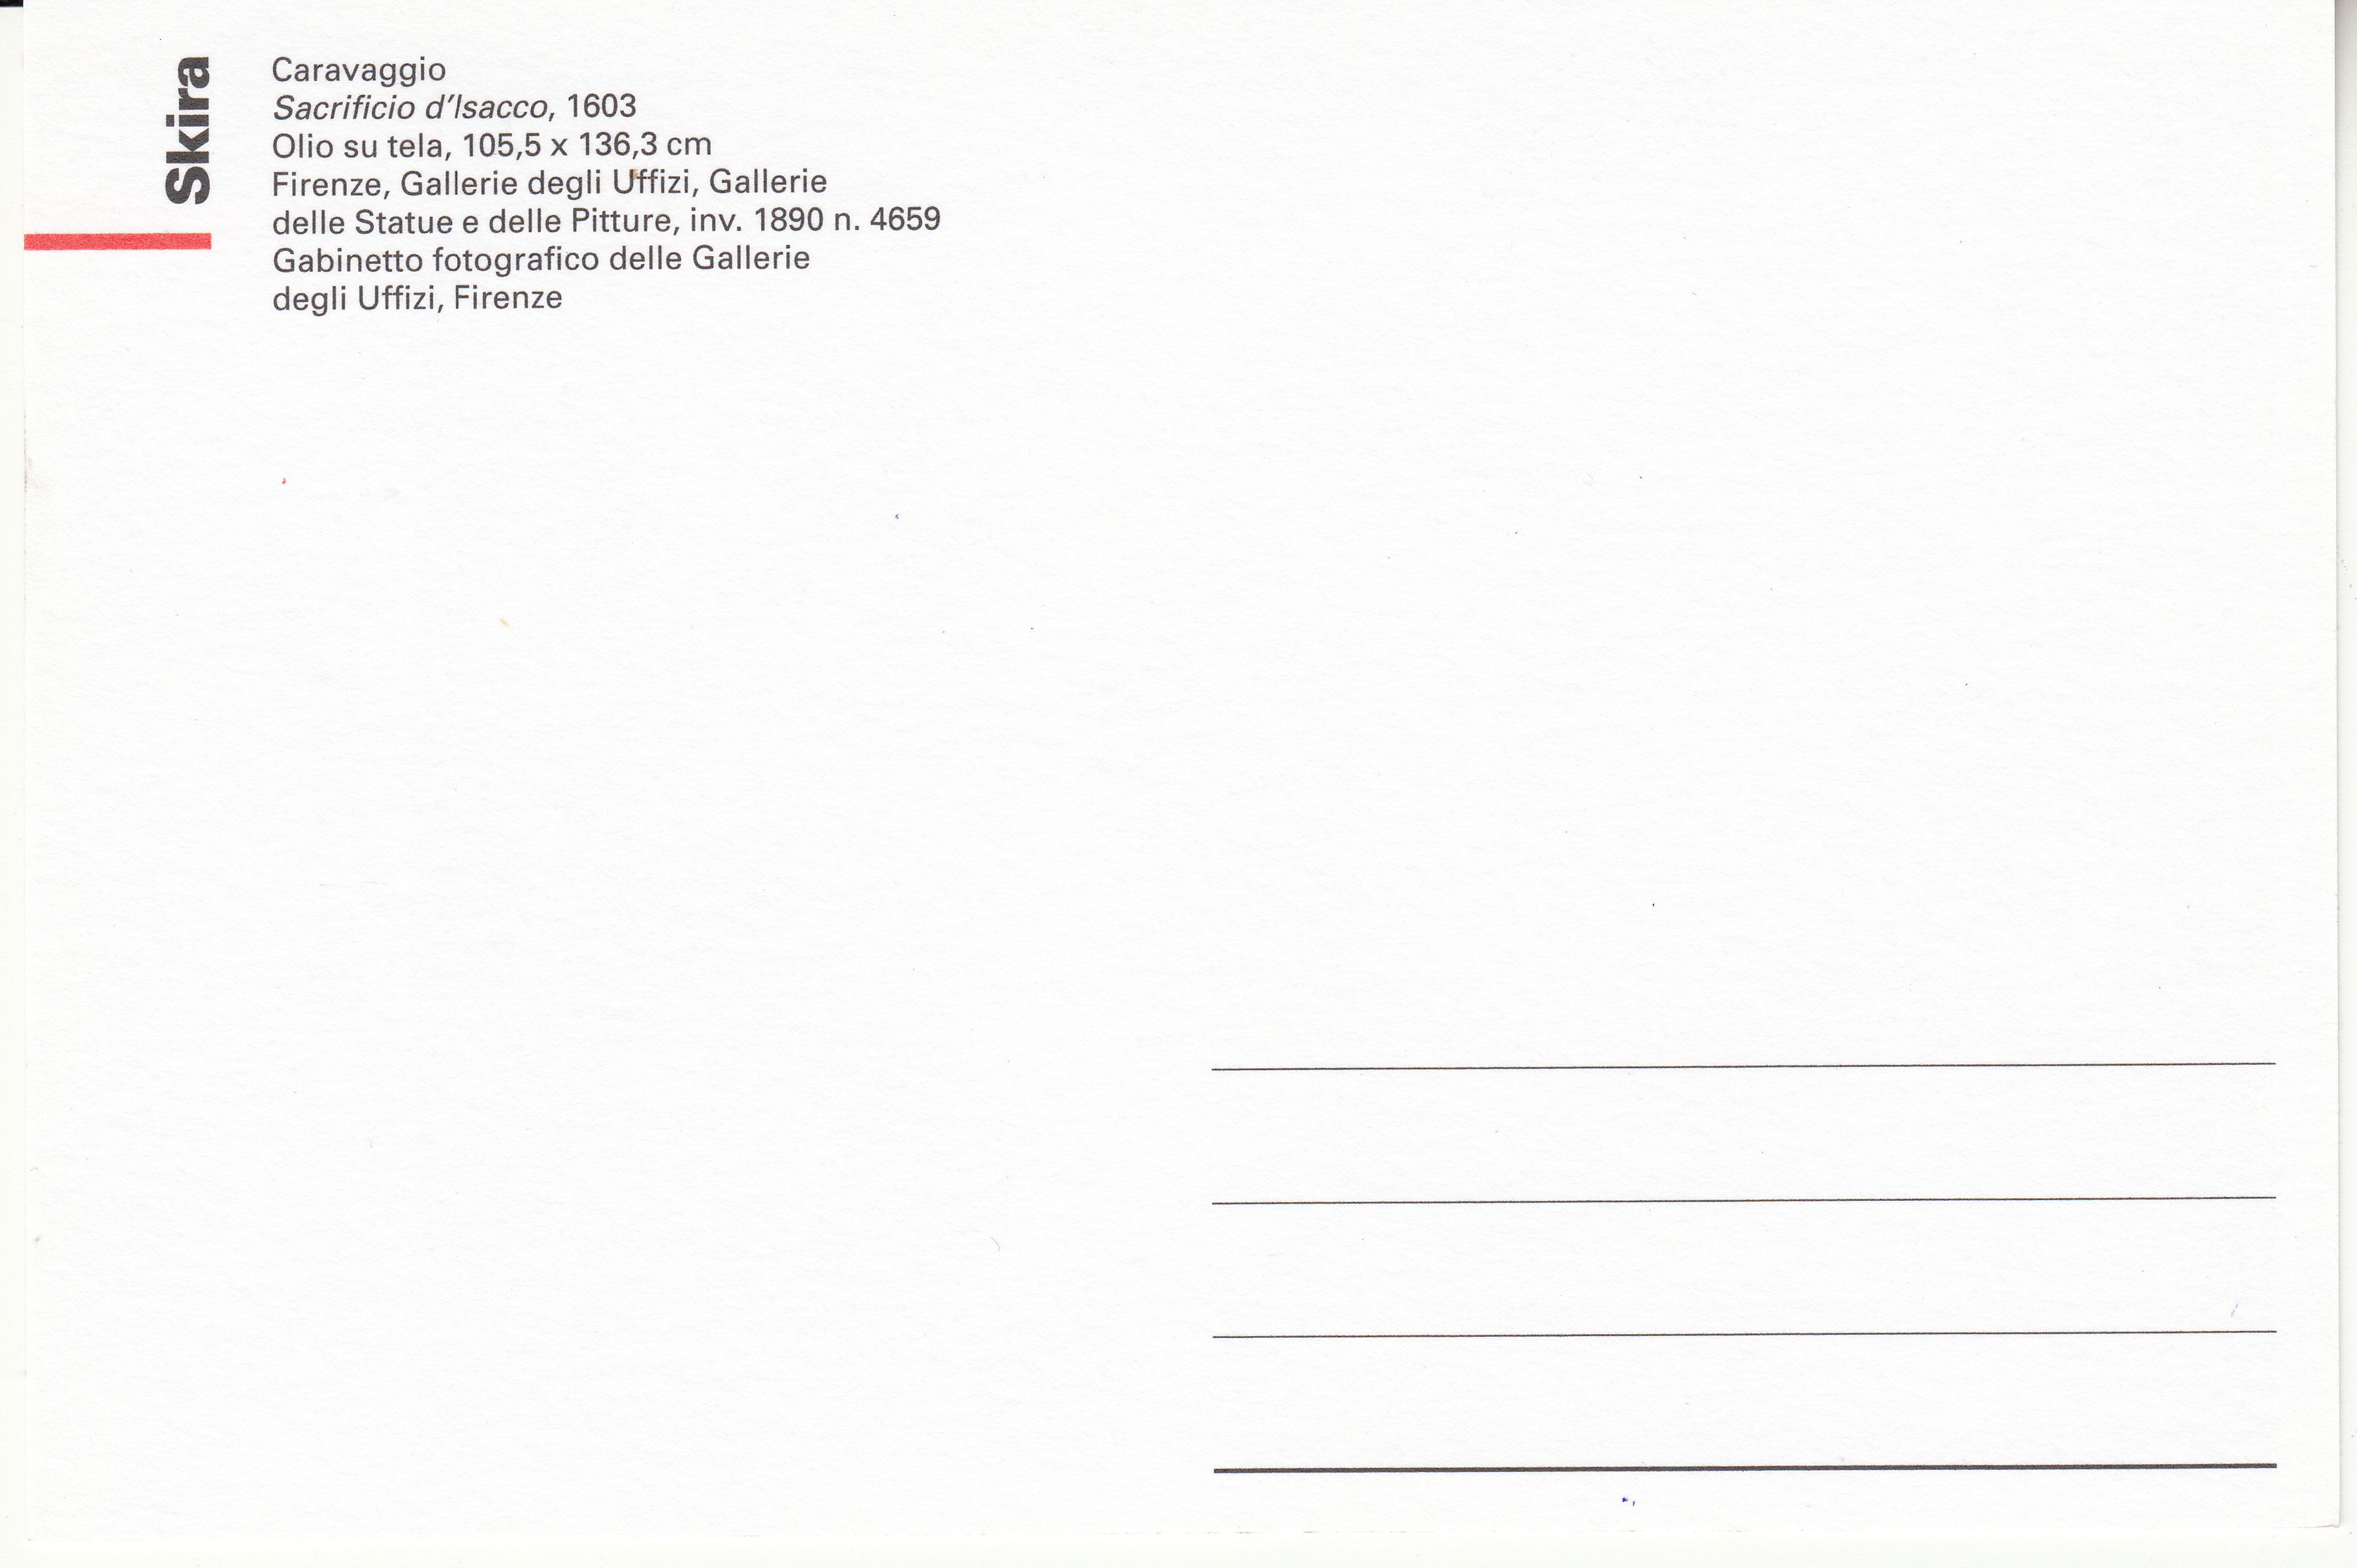 Skira
Caravaggio
Sacrificio d'Isacco, 1603
Olio su tela, 105,5 x 136,3 cm
Firenze, Gallerie degli Uffizi, Gallerie
delle Statue e delle Pitture, inv. 1890 n. 4659
Gabinetto fotografico delle Gallerie
degli Uffizi, Firenze